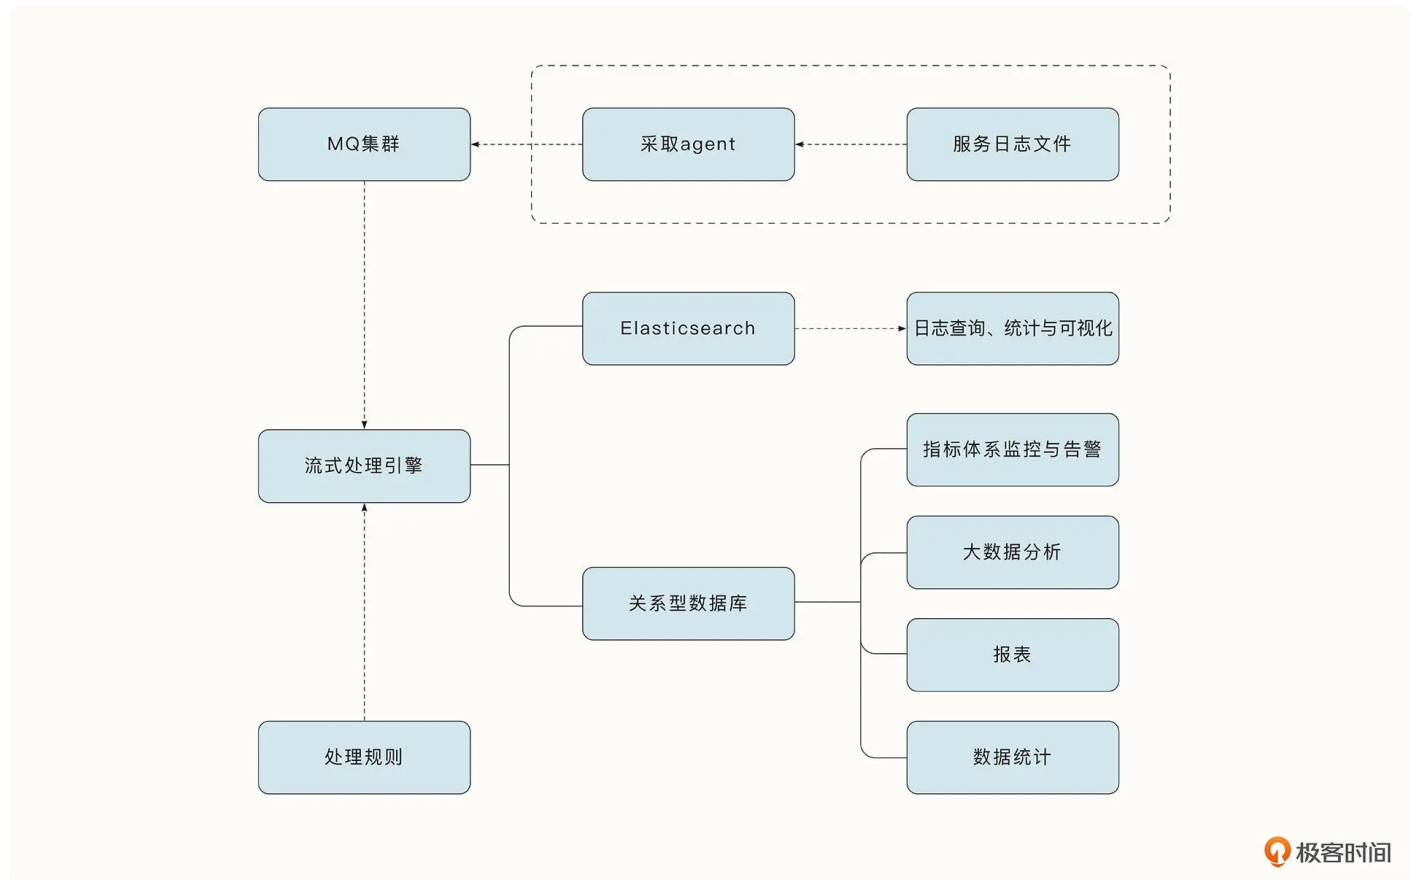 MQ集群
采取agent
服务日志文件
Elasticsearch
日志查询、统计与可视化
流式处理引擎
指标体系监控与告警
大数据分析
关系型数据库
报表
处理规则
数据统计
极客时间